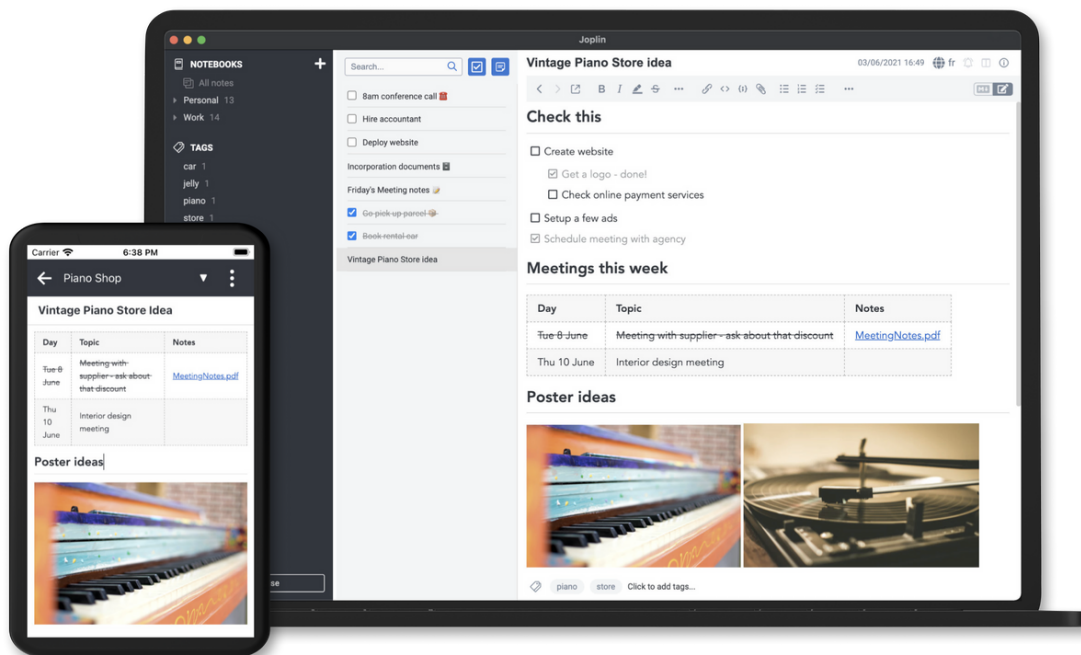 Joplin
NOTEBOOKS
All notes
Personal 13
Work 14
TAGS
car 1
jelly 1
piano 1
store 1
se
Search...
8am conference call
Hire accountant
Deploy website
Incorporation documents
Friday's Meeting notes
Go pick up parcel
Book rental car
Vintage Piano Store idea
Vintage Piano Store idea
03/06/2021 16:49 fr
B I S
Check this
Create website
Get a logo - done!
Check online payment services
Setup a few ads
Schedule meeting with agency
Meetings this week
Day Topic Notes
Tue 8 June Meeting with supplier - ask about that discount MeetingNotes.pdf
Thu 10 June Interior design meeting
Poster ideas
piano store Click to add tags...
Carrier 6:38 PM
Piano Shop
Vintage Piano Store Idea
Day Topic Notes
Tue 8 June Meeting with supplier - ask about that discount MeetingNotes.pdf
Thu 10 June Interior design meeting
Poster ideas